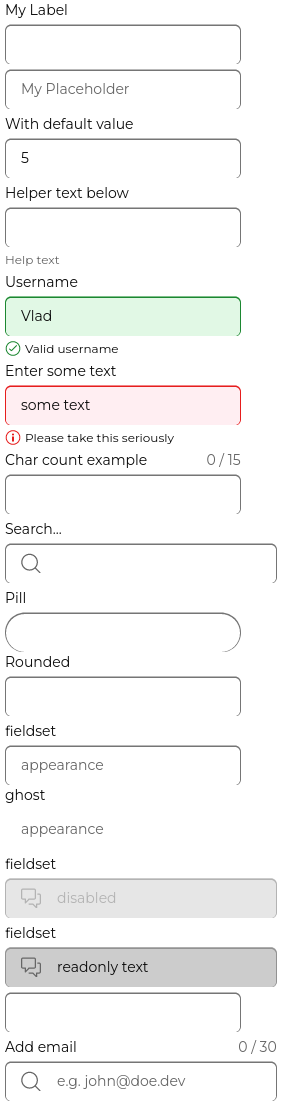 My Label
My Placeholder
With default value
5
Helper text below
Help text
Username
Vlad
Valid username
Enter some text
some text
Please take this seriously
Char count example 0 / 15
Search...
Pill
Rounded
fieldset
appearance
ghost
appearance
fieldset
disabled
fieldset
readonly text
Add email 0 / 30
e.g. john@doe.dev